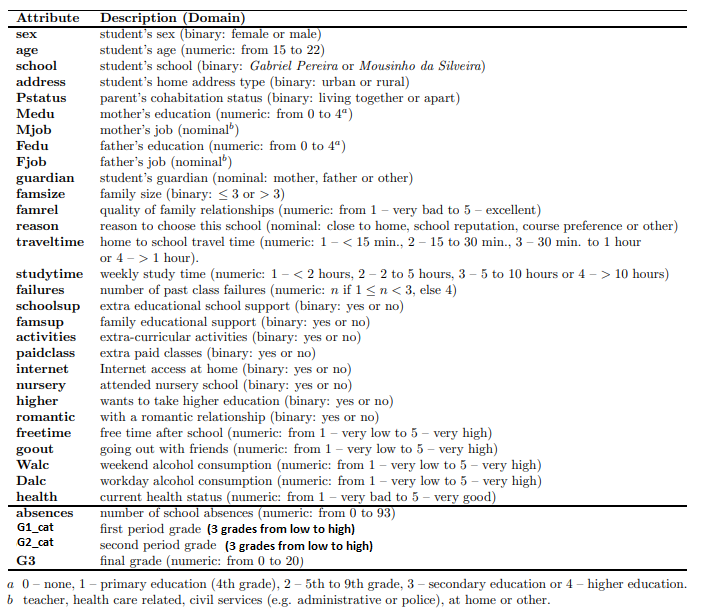 Attribute Description (Domain)
sex student's sex (binary: female or male)
age student's age (numeric: from 15 to 22)
school student's school (binary: Gabriel Pereira or Mousinho da Silveira)
address student's home address type (binary: urban or rural)
Pstatus parent's cohabitation status (binary: living together or apart)
Medu mother's education (numeric: from 0 to 4ᵃ)
Mjob mother's job (nominalᵇ)
Fedu father's education (numeric: from 0 to 4ᵃ)
Fjob father's job (nominalᵇ)
guardian student's guardian (nominal: mother, father or other)
famsize family size (binary: ≤ 3 or > 3)
famrel quality of family relationships (numeric: from 1 – very bad to 5 – excellent)
reason reason to choose this school (nominal: close to home, school reputation, course preference or other)
traveltime home to school travel time (numeric: 1 – < 15 min., 2 – 15 to 30 min., 3 – 30 min. to 1 hour
or 4 – > 1 hour).
studytime weekly study time (numeric: 1 – < 2 hours, 2 – 2 to 5 hours, 3 – 5 to 10 hours or 4 – > 10 hours)
failures number of past class failures (numeric: n if 1 ≤ n < 3, else 4)
schoolsup extra educational school support (binary: yes or no)
famsup family educational support (binary: yes or no)
activities extra-curricular activities (binary: yes or no)
paidclass extra paid classes (binary: yes or no)
internet Internet access at home (binary: yes or no)
nursery attended nursery school (binary: yes or no)
higher wants to take higher education (binary: yes or no)
romantic with a romantic relationship (binary: yes or no)
freetime free time after school (numeric: from 1 – very low to 5 – very high)
goout going out with friends (numeric: from 1 – very low to 5 – very high)
Walc weekend alcohol consumption (numeric: from 1 – very low to 5 – very high)
Dalc workday alcohol consumption (numeric: from 1 – very low to 5 – very high)
health current health status (numeric: from 1 – very bad to 5 – very good)
absences number of school absences (numeric: from 0 to 93)
G1_cat first period grade (3 grades from low to high)
G2_cat second period grade (3 grades from low to high)
G3 final grade (numeric: from 0 to 20)
a 0 – none, 1 – primary education (4th grade), 2 – 5th to 9th grade, 3 – secondary education or 4 – higher education.
b teacher, health care related, civil services (e.g. administrative or police), at home or other.